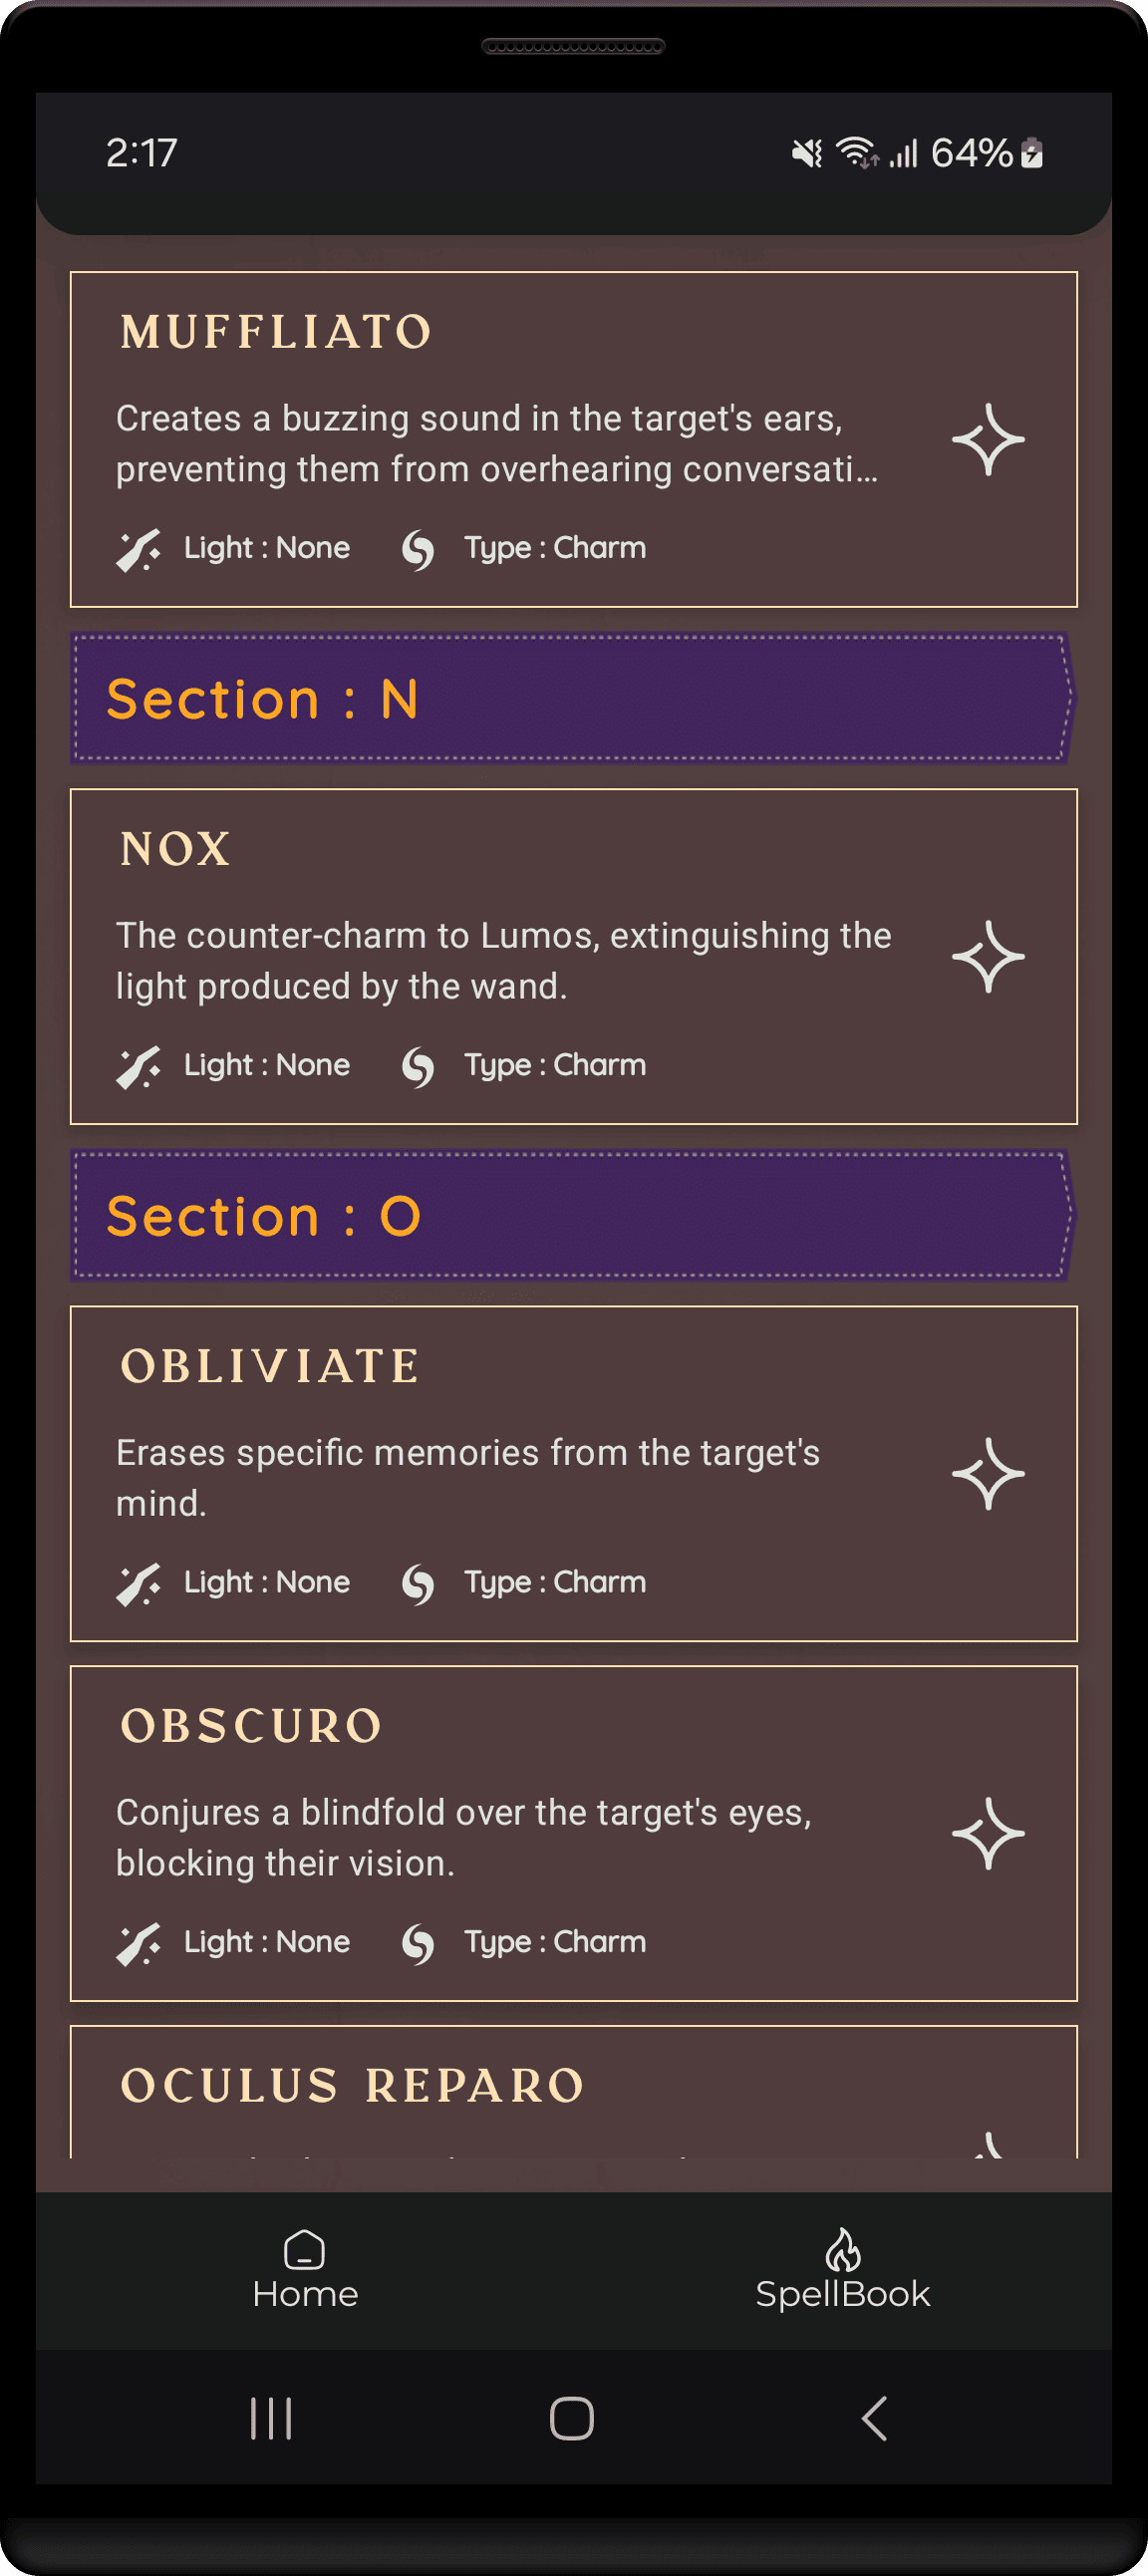 2:17
64%
MUFFLIATO
Creates a buzzing sound in the target's ears,
preventing them from overhearing conversati...
Light : None Type : Charm
Section : N
NOX
The counter-charm to Lumos, extinguishing the
light produced by the wand.
Light : None Type : Charm
Section : O
OBLIVIATE
Erases specific memories from the target's
mind.
Light : None Type : Charm
OBSCURO
Conjures a blindfold over the target's eyes,
blocking their vision.
Light : None Type : Charm
OCULUS REPARO
Home
SpellBook